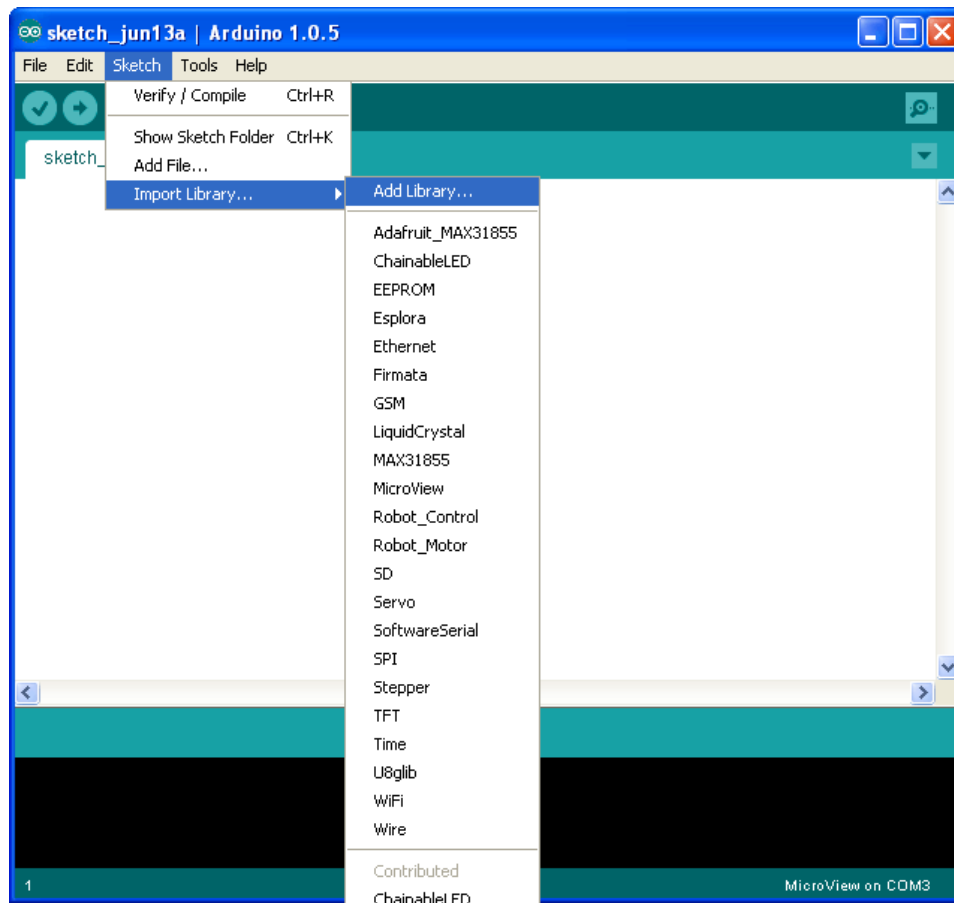 sketch_jun13a | Arduino 1.0.5
File Edit Sketch Tools Help
Verify / Compile Ctrl+R
Show Sketch Folder Ctrl+K
sketch_
Add File...
Import Library...
Add Library...
Adafruit_MAX31855
ChainableLED
EEPROM
Esplora
Ethernet
Firmata
GSM
LiquidCrystal
MAX31855
MicroView
Robot_Control
Robot_Motor
SD
Servo
SoftwareSerial
SPI
Stepper
TFT
Time
U8glib
WiFi
Wire
Contributed
ChainableLED
1 MicroView on COM3